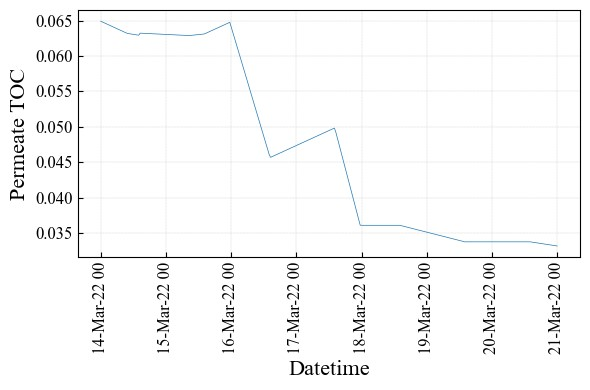 0.065
0.060
0.055
0.050
0.045
0.040
0.035
Permeate TOC
14-Mar-22 00
15-Mar-22 00
16-Mar-22 00
17-Mar-22 00
18-Mar-22 00
19-Mar-22 00
20-Mar-22 00
21-Mar-22 00
Datetime